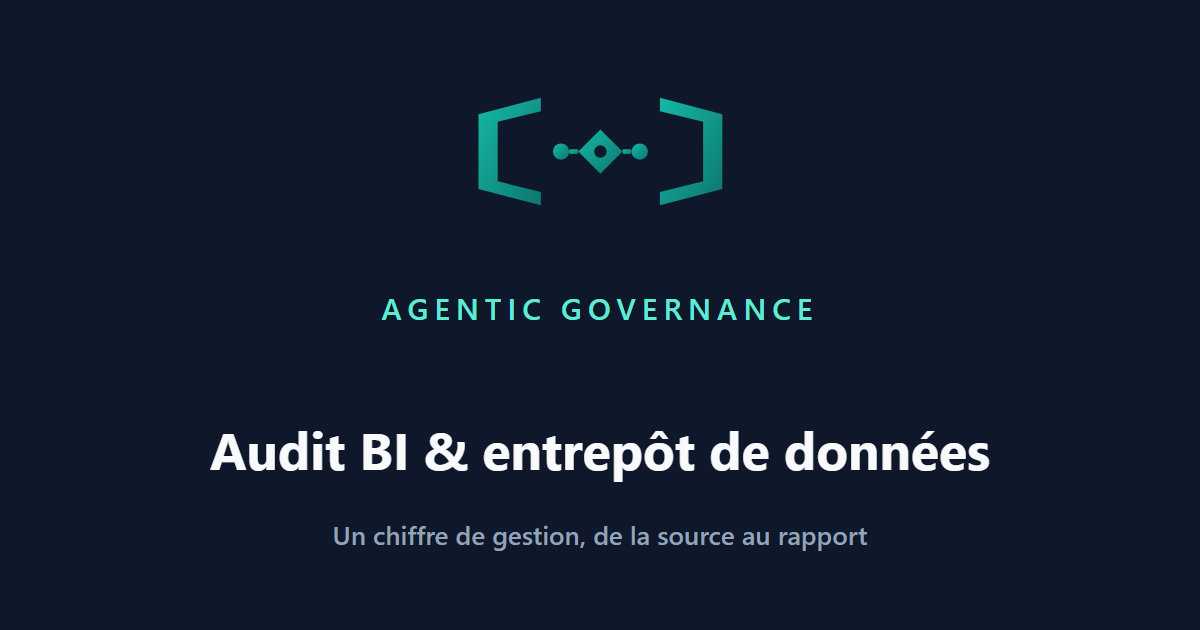 AGENTIC GOVERNANCE
Audit BI & entrepôt de données
Un chiffre de gestion, de la source au rapport